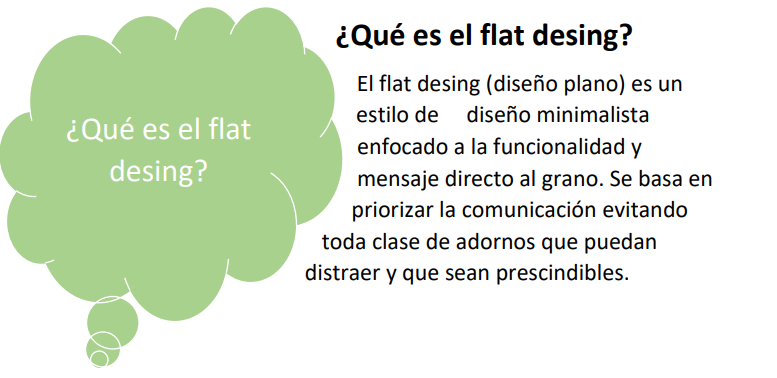 ¿Qué es el flat
desing?
¿Qué es el flat desing?
El flat desing (diseño plano) es un
estilo de diseño minimalista
enfocado a la funcionalidad y
mensaje directo al grano. Se basa en
priorizar la comunicación evitando
toda clase de adornos que puedan
distraer y que sean prescindibles.